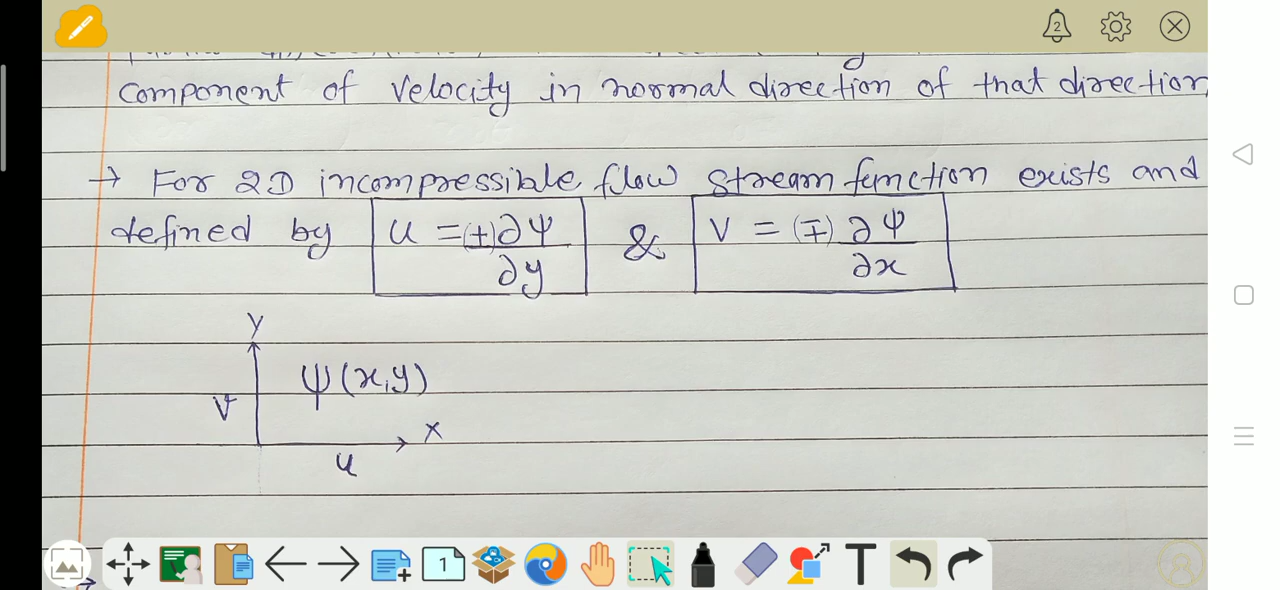 2
component of velocity in normal direction of that direction
→ For 2D incompressible flow stream function exists and
defined by u = (±) ∂ψ/∂y & v = (∓) ∂ψ/∂x
y
ψ(x,y)
v
x
u
1
T